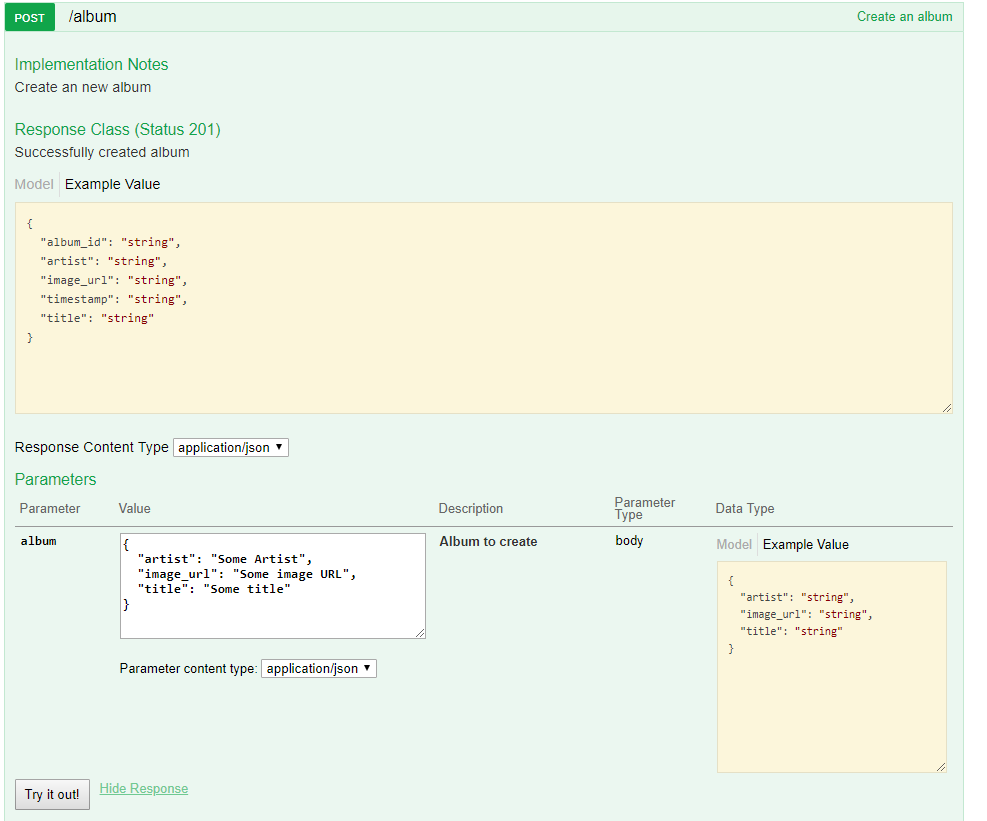 POST /album Create an album
Implementation Notes
Create an new album
Response Class (Status 201)
Successfully created album
Model Example Value
{
  "album_id": "string",
  "artist": "string",
  "image_url": "string",
  "timestamp": "string",
  "title": "string"
}
Response Content Type application/json
Parameters
Parameter Value Description Parameter Type Data Type
album
{
  "artist": "Some Artist",
  "image_url": "Some image URL",
  "title": "Some title"
}
Parameter content type: application/json
Album to create
body
Model Example Value
{
  "artist": "string",
  "image_url": "string",
  "title": "string"
}
Try it out! Hide Response